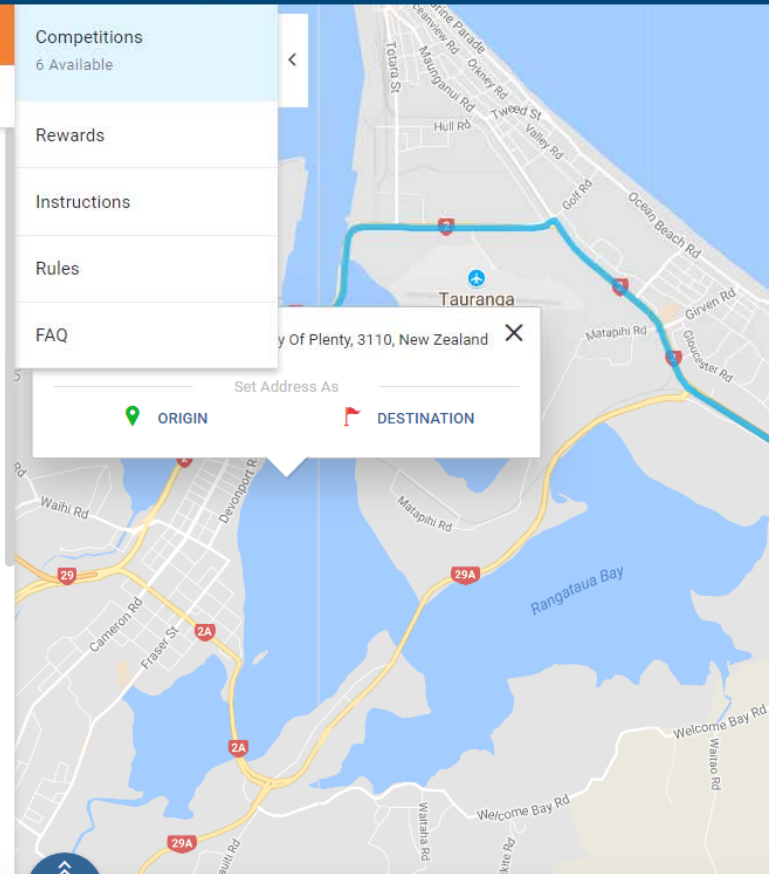 Competitions
6 Available
Rewards
Instructions
Rules
FAQ
y Of Plenty, 3110, New Zealand
Set Address As
ORIGIN
DESTINATION
Totara St
Oceanview Rd
Marine Parade
Maunganui Rd
Orkney Rd
Tweed St
Hull Rd
Valley Rd
Golf Rd
Ocean Beach Rd
2
2
Tauranga
Girven Rd
Matapihi Rd
Gloucester Rd
Devonport R
Waihi Rd
Rd
Matapihi Rd
29
29A
Rangataua Bay
Cameron Rd
Fraser St
2A
2A
29A
Welcome Bay Rd
Waitao Rd
Welcome Bay Rd
Waitaha Rd